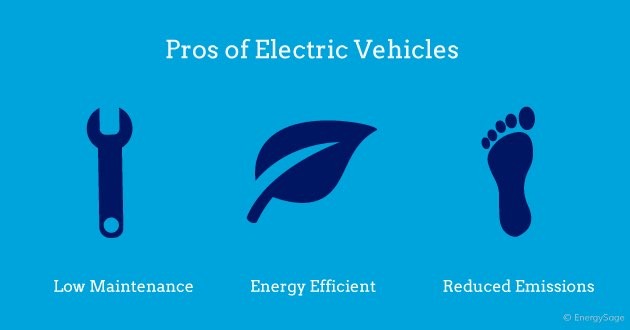 Pros of Electric Vehicles
Low Maintenance
Energy Efficient
Reduced Emissions
© EnergySage